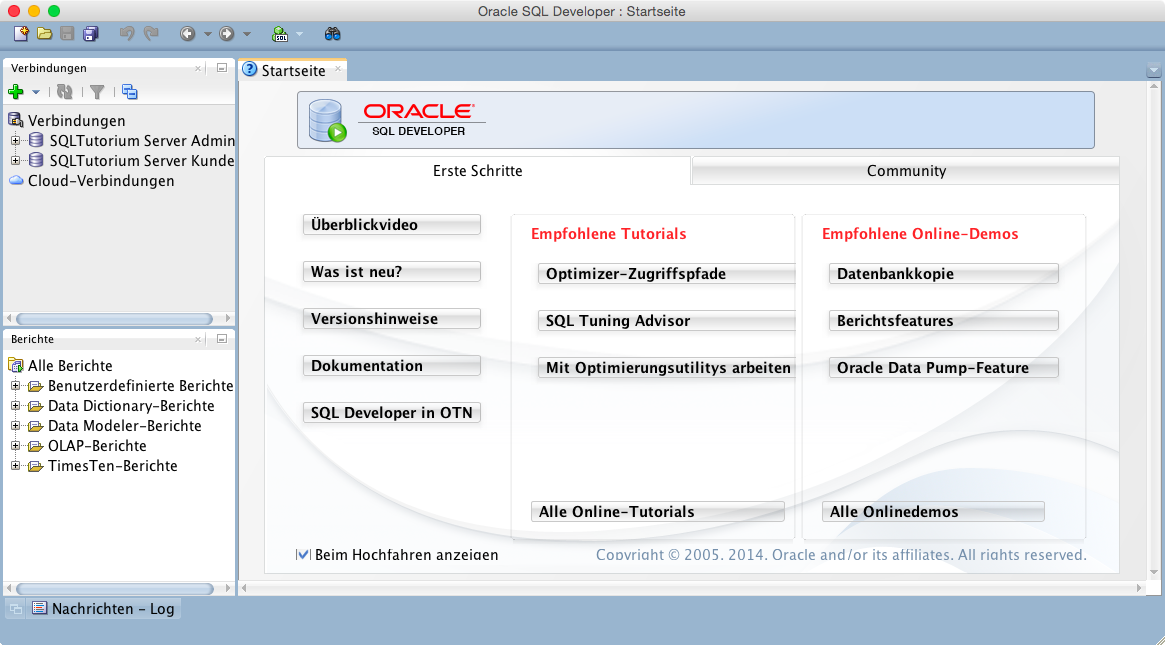 Oracle SQL Developer : Startseite
SQL
Verbindungen
Verbindungen
SQLTutorium Server Admin
SQLTutorium Server Kunde
Cloud-Verbindungen
Berichte
Alle Berichte
Benutzerdefinierte Berichte
Data Dictionary-Berichte
Data Modeler-Berichte
OLAP-Berichte
TimesTen-Berichte
Startseite
ORACLE
SQL DEVELOPER
Erste Schritte
Community
Überblickvideo
Was ist neu?
Versionshinweise
Dokumentation
SQL Developer in OTN
Empfohlene Tutorials
Optimizer-Zugriffspfade
SQL Tuning Advisor
Mit Optimierungsutilitys arbeiten
Alle Online-Tutorials
Empfohlene Online-Demos
Datenbankkopie
Berichtsfeatures
Oracle Data Pump-Feature
Alle Onlinedemos
Beim Hochfahren anzeigen
Copyright © 2005, 2014, Oracle and/or its affiliates. All rights reserved.
Nachrichten - Log